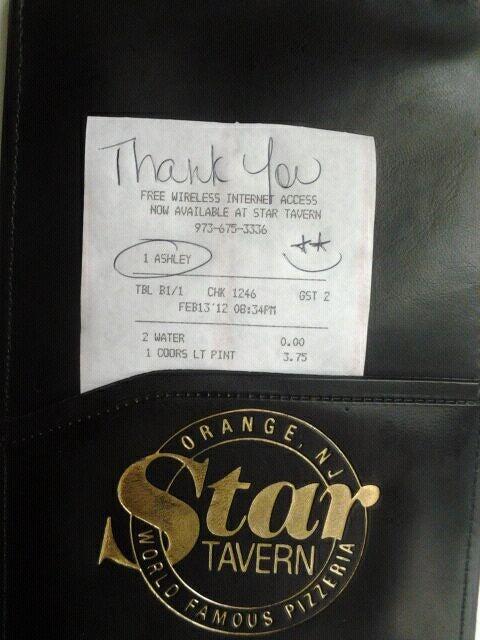 Thank You
FREE WIRELESS INTERNET ACCESS
NOW AVAILABLE AT STAR TAVERN
973-675-3336
**
1 ASHLEY
TBL B1/1 CHK 1246 GST 2
FEB13'12 08:34PM
2 WATER 0.00
1 COORS LT PINT 3.75
ORANGE, NJ
Star
TAVERN
WORLD FAMOUS PIZZERIA